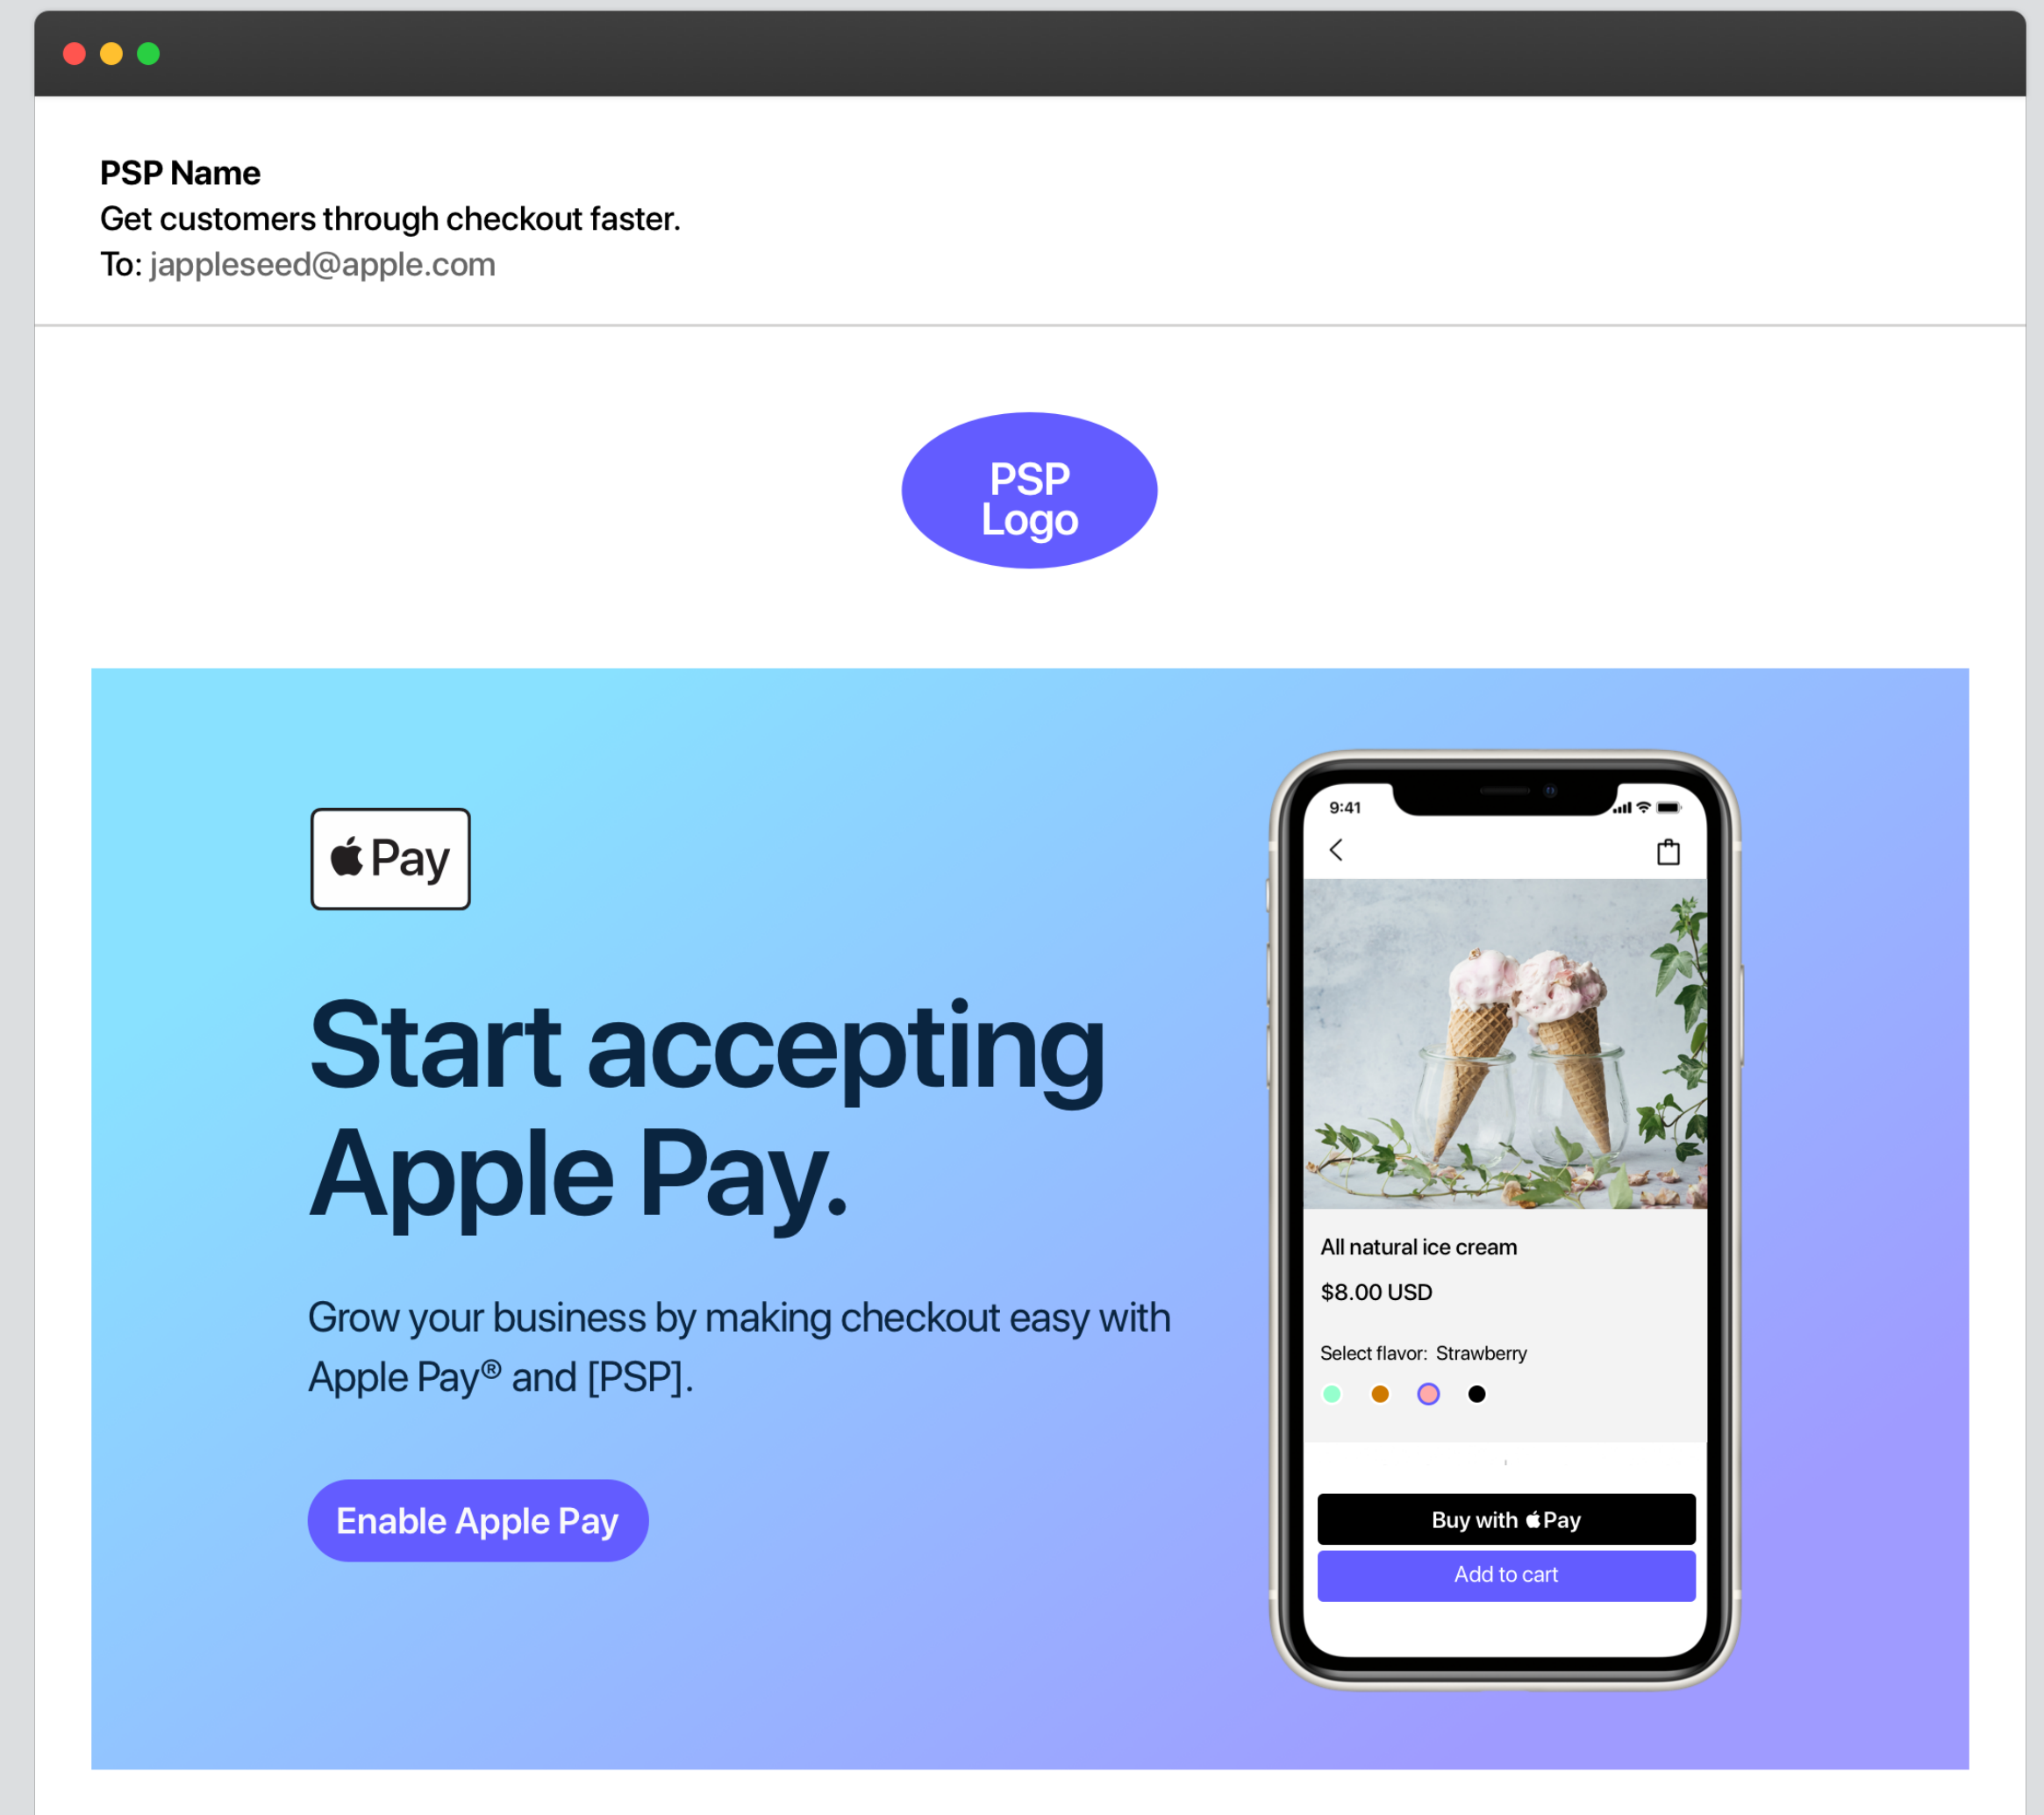 PSP Name
Get customers through checkout faster.
To: jappleseed@apple.com
PSP
Logo
Pay
Start accepting
Apple Pay.
Grow your business by making checkout easy with
Apple Pay® and [PSP].
Enable Apple Pay
9:41
All natural ice cream
$8.00 USD
Select flavor: Strawberry
Buy with Pay
Add to cart